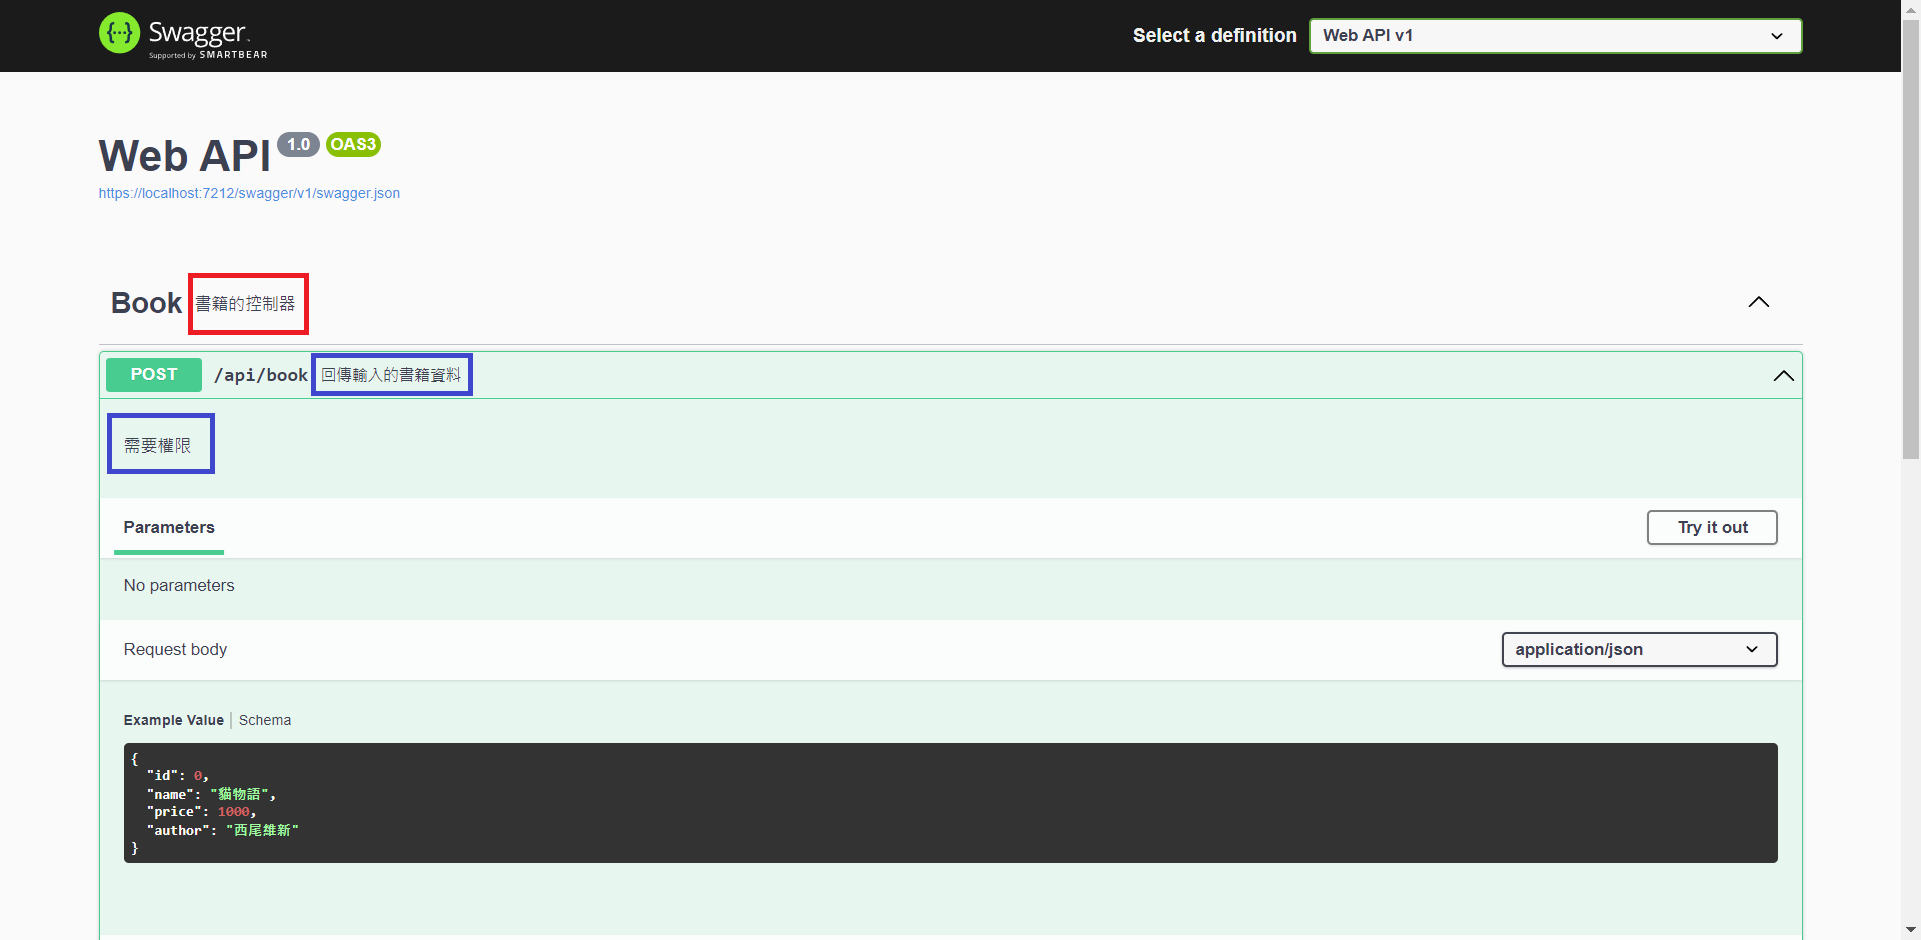 Swagger
Supported by SMARTBEAR
Select a definition
Web API v1
Web API 1.0 OAS3
https://localhost:7212/swagger/v1/swagger.json
Book 書籍的控制器
POST /api/book 回傳輸入的書籍資料
需要權限
Parameters
Try it out
No parameters
Request body
application/json
Example Value | Schema
{
"id": 0,
"name": "貓物語",
"price": 1000,
"author": "西尾維新"
}